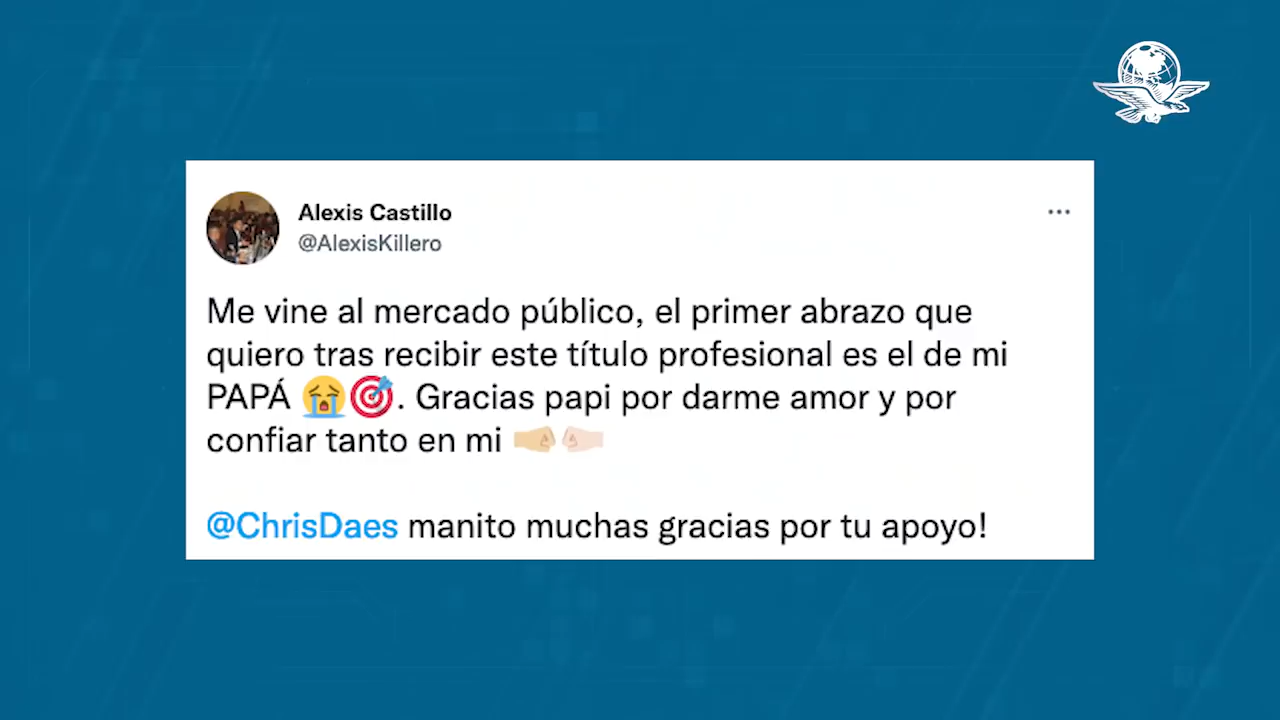 Alexis Castillo
@AlexisKillero
Me vine al mercado público, el primer abrazo que
quiero tras recibir este título profesional es el de mi
PAPÁ 😭🎯. Gracias papi por darme amor y por
confiar tanto en mi 🤜🏼🤛🏻
@ChrisDaes manito muchas gracias por tu apoyo!